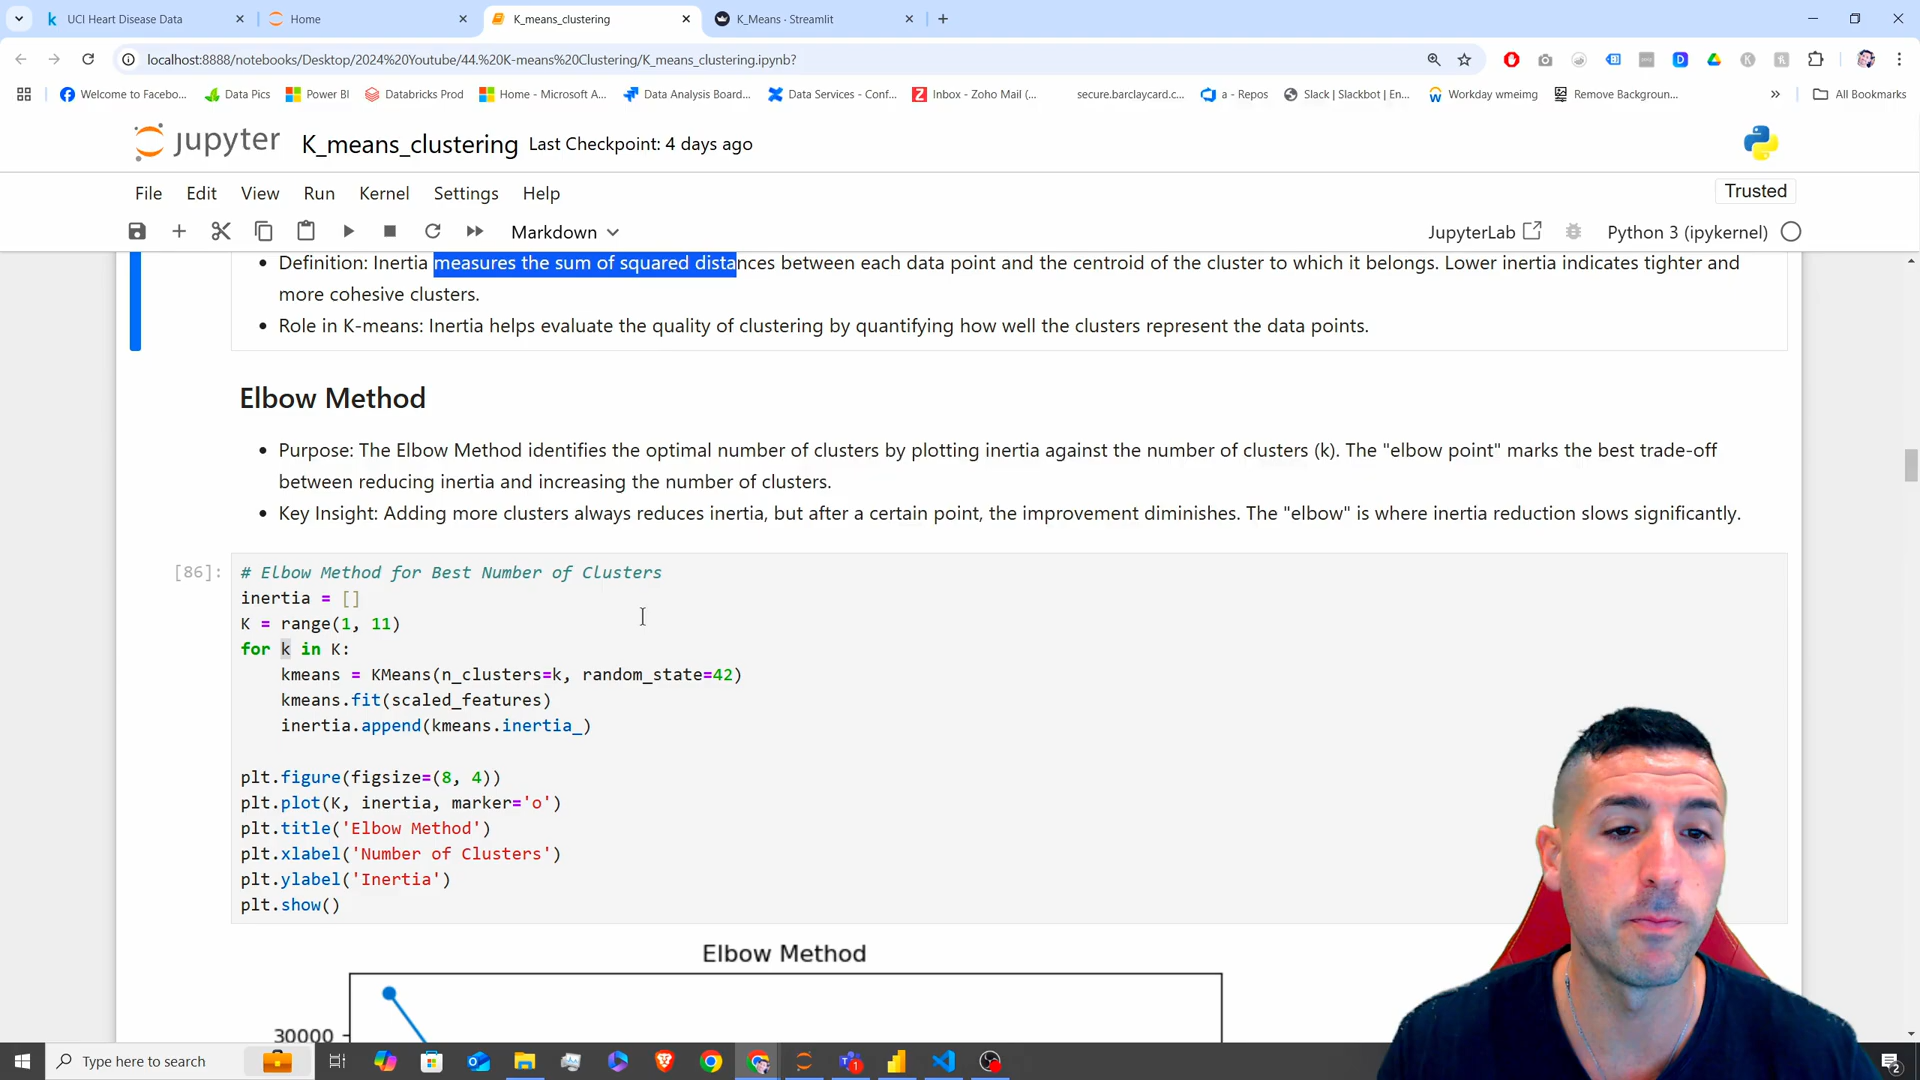 UCI Heart Disease Data
Home
K_means_clustering
K_Means · Streamlit
localhost:8888/notebooks/Desktop/2024%20Youtube/44.%20K-means%20Clustering/K_means_clustering.ipynb?
Welcome to Facebo...
Data Pics
Power BI
Databricks Prod
Home - Microsoft A...
Data Analysis Board...
Data Services - Conf...
Inbox - Zoho Mail (...
secure.barclaycard.c...
a - Repos
Slack | Slackbot | En...
Workday wmeimg
Remove Backgroun...
All Bookmarks
jupyter K_means_clustering Last Checkpoint: 4 days ago
File Edit View Run Kernel Settings Help
Trusted
Markdown
JupyterLab
Python 3 (ipykernel)
• Definition: Inertia measures the sum of squared distances between each data point and the centroid of the cluster to which it belongs. Lower inertia indicates tighter and
more cohesive clusters.
• Role in K-means: Inertia helps evaluate the quality of clustering by quantifying how well the clusters represent the data points.
Elbow Method
• Purpose: The Elbow Method identifies the optimal number of clusters by plotting inertia against the number of clusters (k). The "elbow point" marks the best trade-off
between reducing inertia and increasing the number of clusters.
• Key Insight: Adding more clusters always reduces inertia, but after a certain point, the improvement diminishes. The "elbow" is where inertia reduction slows significantly.
[86]:
# Elbow Method for Best Number of Clusters
inertia = []
K = range(1, 11)
for k in K:
    kmeans = KMeans(n_clusters=k, random_state=42)
    kmeans.fit(scaled_features)
    inertia.append(kmeans.inertia_)
plt.figure(figsize=(8, 4))
plt.plot(K, inertia, marker='o')
plt.title('Elbow Method')
plt.xlabel('Number of Clusters')
plt.ylabel('Inertia')
plt.show()
Elbow Method
30000
Type here to search